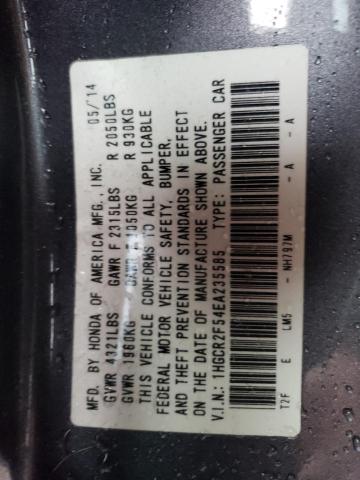 MFD. BY HONDA OF AMERICA MFG., INC. 05/'14
GVWR 4321LBS GAWR F 2315LBS R 2050LBS
GVWR 1960KG GAWR F 1050KG R 930KG
THIS VEHICLE CONFORMS TO ALL APPLICABLE
FEDERAL MOTOR VEHICLE SAFETY, BUMPER,
AND THEFT PREVENTION STANDARDS IN EFFECT
ON THE DATE OF MANUFACTURE SHOWN ABOVE.
V.I.N.: 1HGCR2F54EA235585 TYPE: PASSENGER CAR
T2F E LM5 - NH797M - A - A